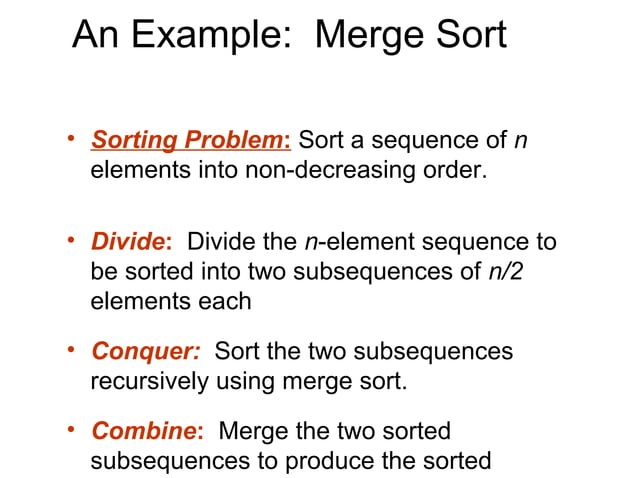 An Example: Merge Sort
• Sorting Problem: Sort a sequence of n
elements into non-decreasing order.
• Divide: Divide the n-element sequence to
be sorted into two subsequences of n/2
elements each
• Conquer: Sort the two subsequences
recursively using merge sort.
• Combine: Merge the two sorted
subsequences to produce the sorted